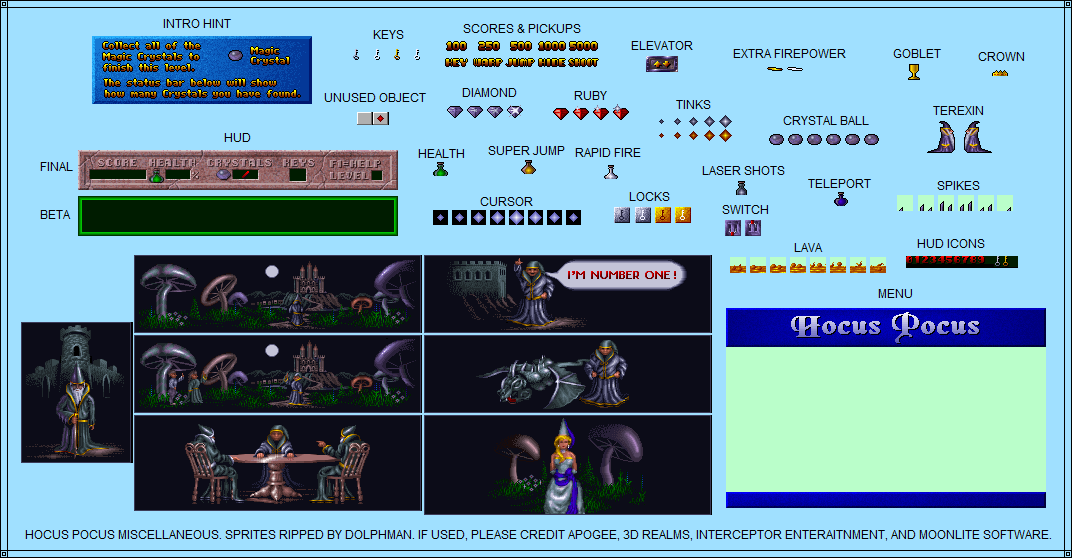 INTRO HINT
Collect all of the
Magic Crystals to
finish this level.
Magic
Crystal
The status bar below will show
how many Crystals you have found.
KEYS
SCORES & PICKUPS
100 250 500 1000 5000
KEY WARP JUMP HIDE SHOT
ELEVATOR
EXTRA FIREPOWER
GOBLET
CROWN
UNUSED OBJECT
DIAMOND
RUBY
TINKS
CRYSTAL BALL
TEREXIN
HUD
FINAL
SCORE HEALTH CRYSTALS KEYS F1=HELP
%
LEVEL
HEALTH
SUPER JUMP
RAPID FIRE
LASER SHOTS
TELEPORT
SPIKES
BETA
CURSOR
LOCKS
SWITCH
LAVA
HUD ICONS
0123456789
MENU
I'M NUMBER ONE!
Hocus Pocus
HOCUS POCUS MISCELLANEOUS. SPRITES RIPPED BY DOLPHMAN. IF USED, PLEASE CREDIT APOGEE, 3D REALMS, INTERCEPTOR ENTERAITNMENT, AND MOONLITE SOFTWARE.